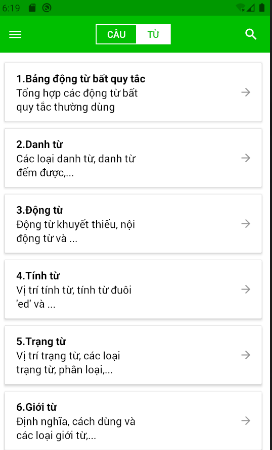 6:19
CÂU TỪ
1.Bảng động từ bất quy tắc
Tổng hợp các động từ bất
quy tắc thường dùng
2.Danh từ
Các loại danh từ, danh từ
đếm được,...
3.Động từ
Động từ khuyết thiếu, nội
động từ và ...
4.Tính từ
Vị trí tính từ, tính từ đuôi
'ed' và ...
5.Trạng từ
Vị trí trạng từ, các loại
trạng từ, phân loại,...
6.Giới từ
Định nghĩa, cách dùng và
các loại giới từ,...